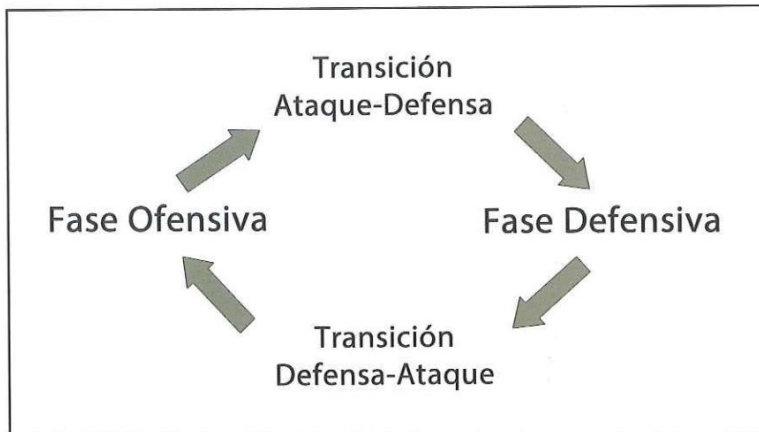 Transición
Ataque-Defensa
Fase Ofensiva
Fase Defensiva
Transición
Defensa-Ataque